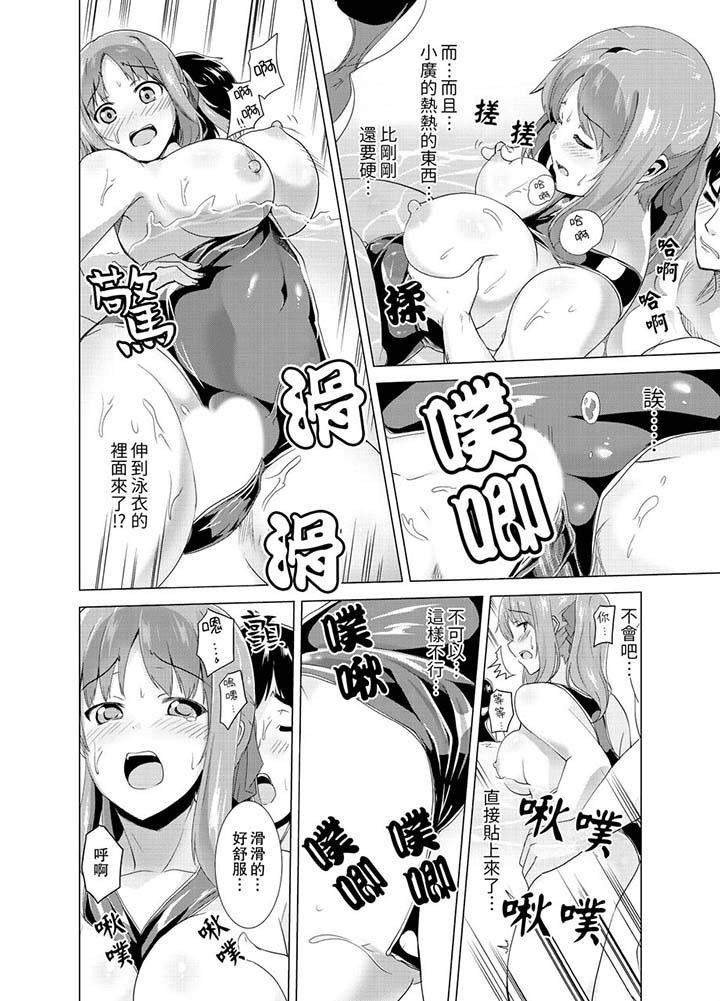 而…而且…
小廣的熱熱的東西…
比剛剛
還要硬…
搓
搓
哈啊
哈啊
哈啊
哈啊
揉
啊
啊
啊
驚
滑
滑
伸到泳衣的
裡面來了!?
誒……
噗
唧
不會吧…
你…
等等…
直接貼上來了…
噗
啾
噗
啾
不可以…
這樣不行…
噗
啾
噗
唧
噗
唧
顫
嗯…
嗚嗯…
滑滑的…
好舒服…
呼啊
啾
噗
啾
噗